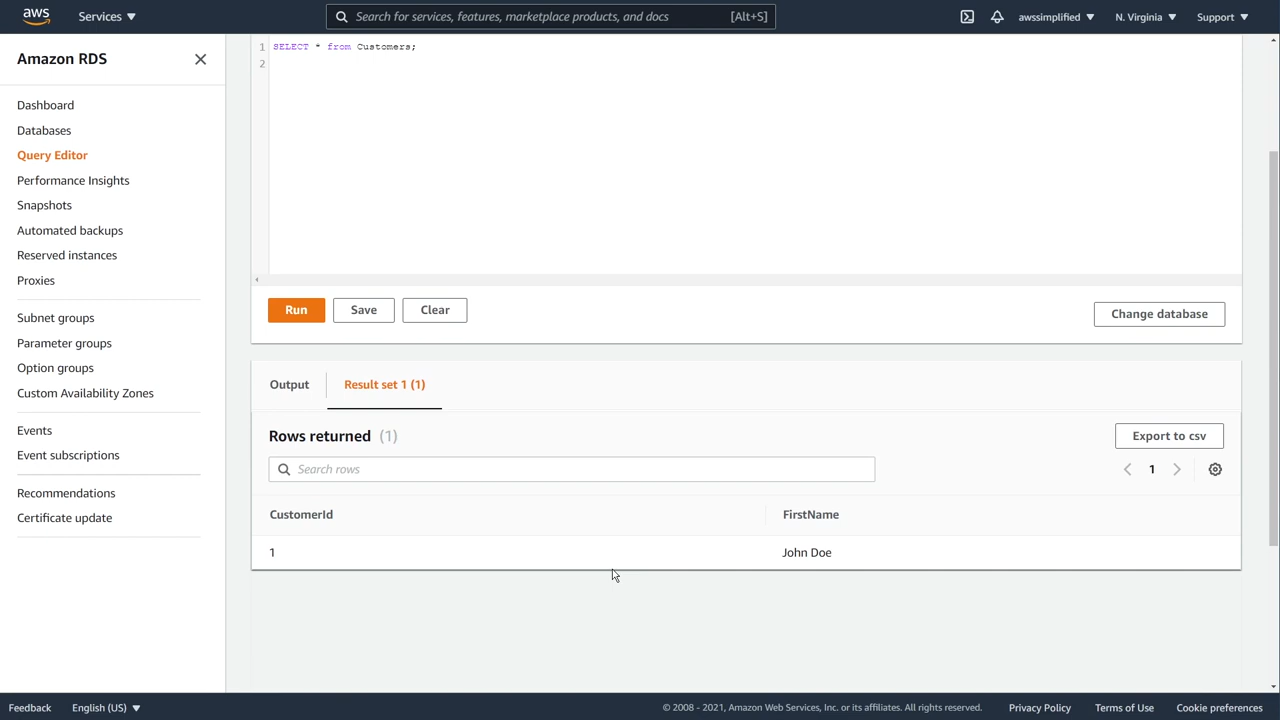 aws Services Search for services, features, marketplace products, and docs [Alt+S] awssimplified N. Virginia Support
Amazon RDS
Dashboard
Databases
Query Editor
Performance Insights
Snapshots
Automated backups
Reserved instances
Proxies
Subnet groups
Parameter groups
Option groups
Custom Availability Zones
Events
Event subscriptions
Recommendations
Certificate update
1 SELECT * from Customers;
2
Run Save Clear Change database
Output Result set 1 (1)
Rows returned (1) Export to csv
Search rows 1
CustomerId FirstName
1 John Doe
Feedback English (US) © 2008 - 2021, Amazon Web Services, Inc. or its affiliates. All rights reserved. Privacy Policy Terms of Use Cookie preferences